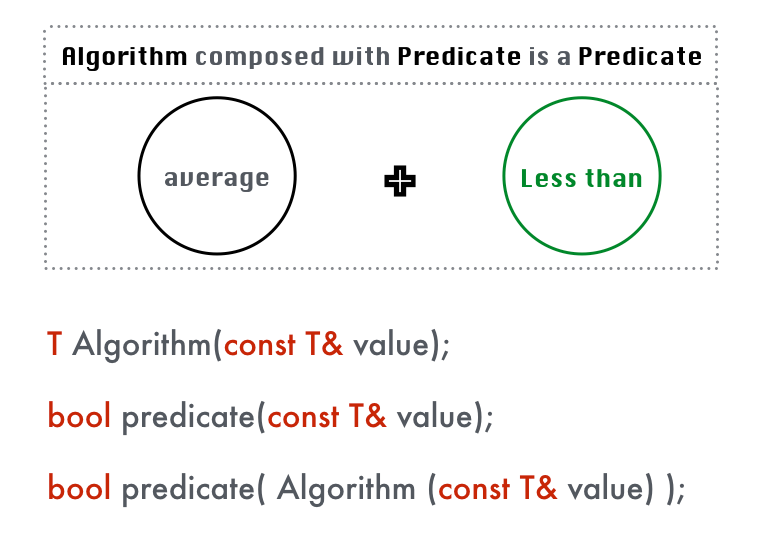 Algorithm composed with Predicate is a Predicate
average
Less than
T Algorithm(const T& value);
bool predicate(const T& value);
bool predicate( Algorithm (const T& value) );